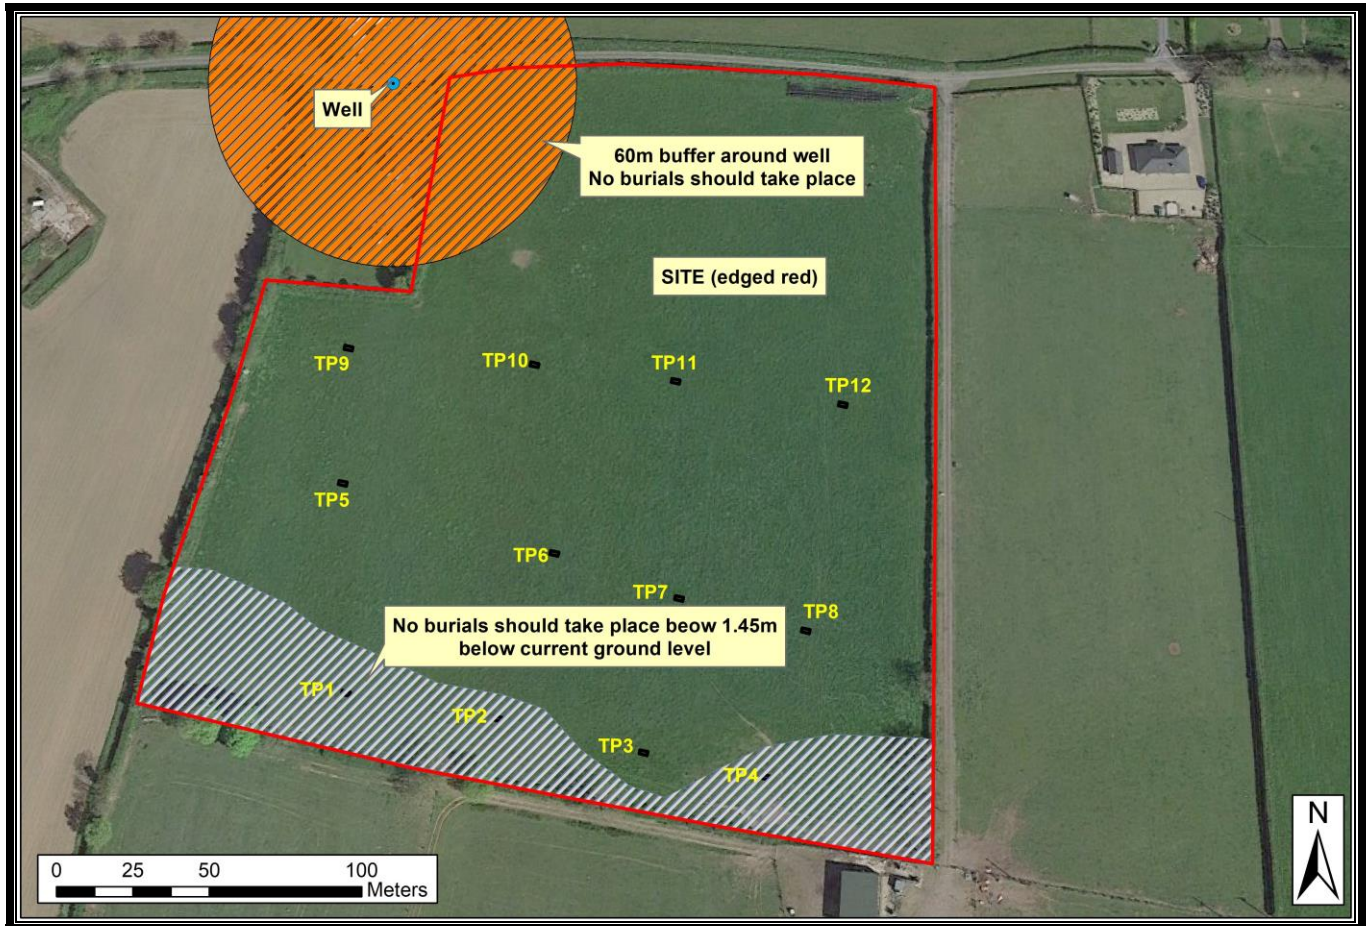 Well
60m buffer around well
No burials should take place
SITE (edged red)
TP9
TP10
TP11
TP12
TP5
TP6
TP7
TP8
No burials should take place beow 1.45m
below current ground level
TP1
TP2
TP3
TP4
N
0 25 50 100
Meters